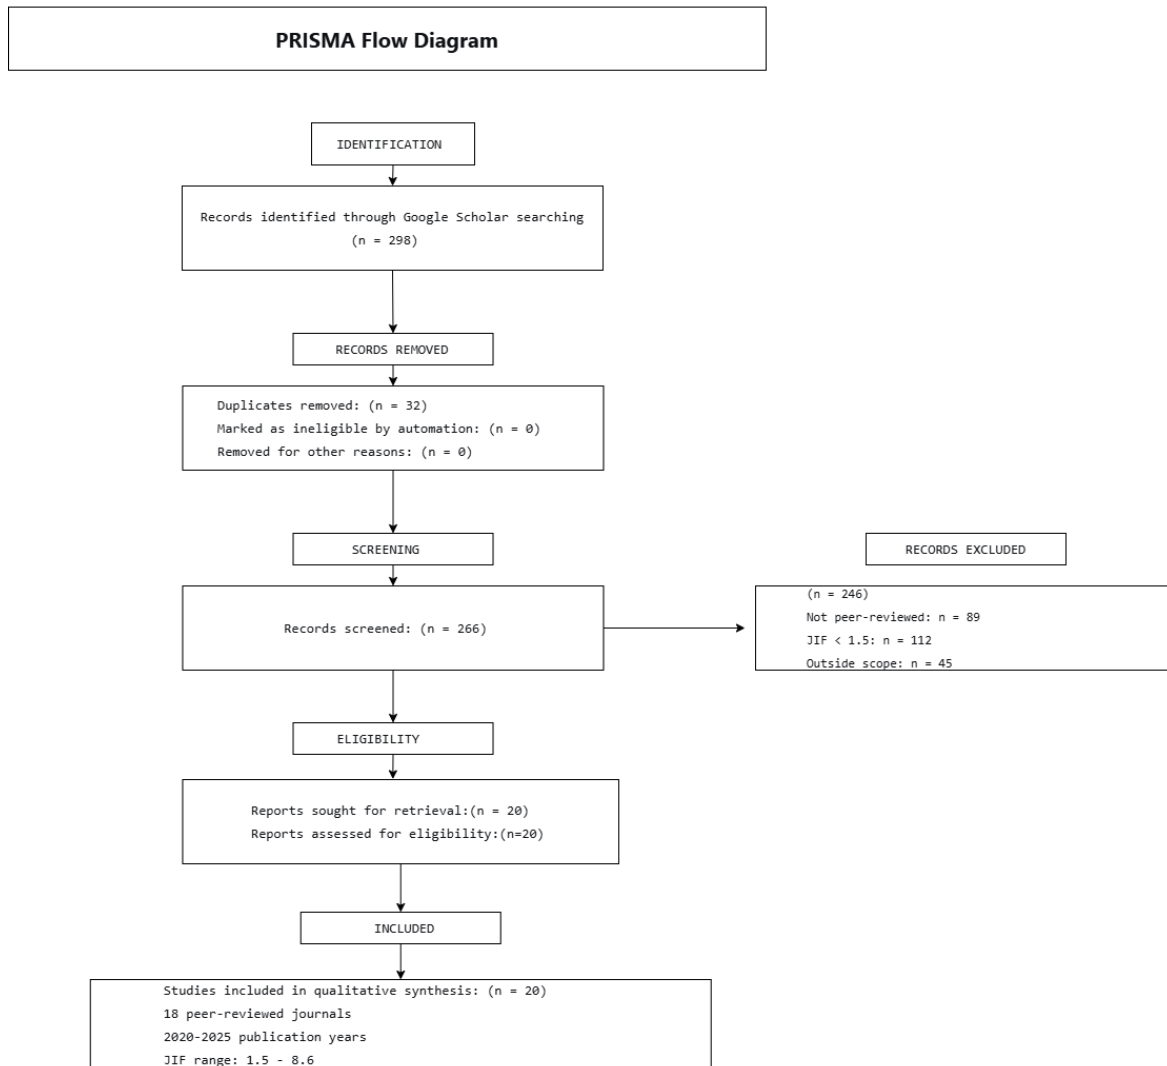 PRISMA Flow Diagram
IDENTIFICATION
Records identified through Google Scholar searching
(n = 298)
RECORDS REMOVED
Duplicates removed: (n = 32)
Marked as ineligible by automation: (n = 0)
Removed for other reasons: (n = 0)
SCREENING
Records screened: (n = 266)
RECORDS EXCLUDED
(n = 246)
Not peer-reviewed: n = 89
JIF < 1.5: n = 112
Outside scope: n = 45
ELIGIBILITY
Reports sought for retrieval:(n = 20)
Reports assessed for eligibility:(n=20)
INCLUDED
Studies included in qualitative synthesis: (n = 20)
18 peer-reviewed journals
2020-2025 publication years
JIF range: 1.5 - 8.6